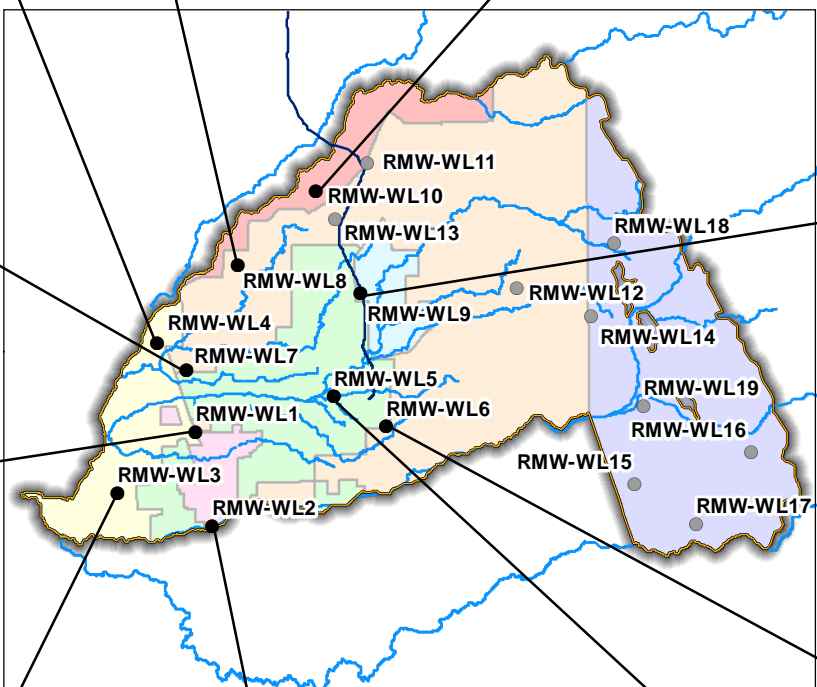 RMW-WL11
RMW-WL10
RMW-WL13
RMW-WL18
RMW-WL8
RMW-WL12
RMW-WL9
RMW-WL4
RMW-WL14
RMW-WL7
RMW-WL5
RMW-WL19
RMW-WL1
RMW-WL6
RMW-WL16
RMW-WL15
RMW-WL3
RMW-WL2
RMW-WL17